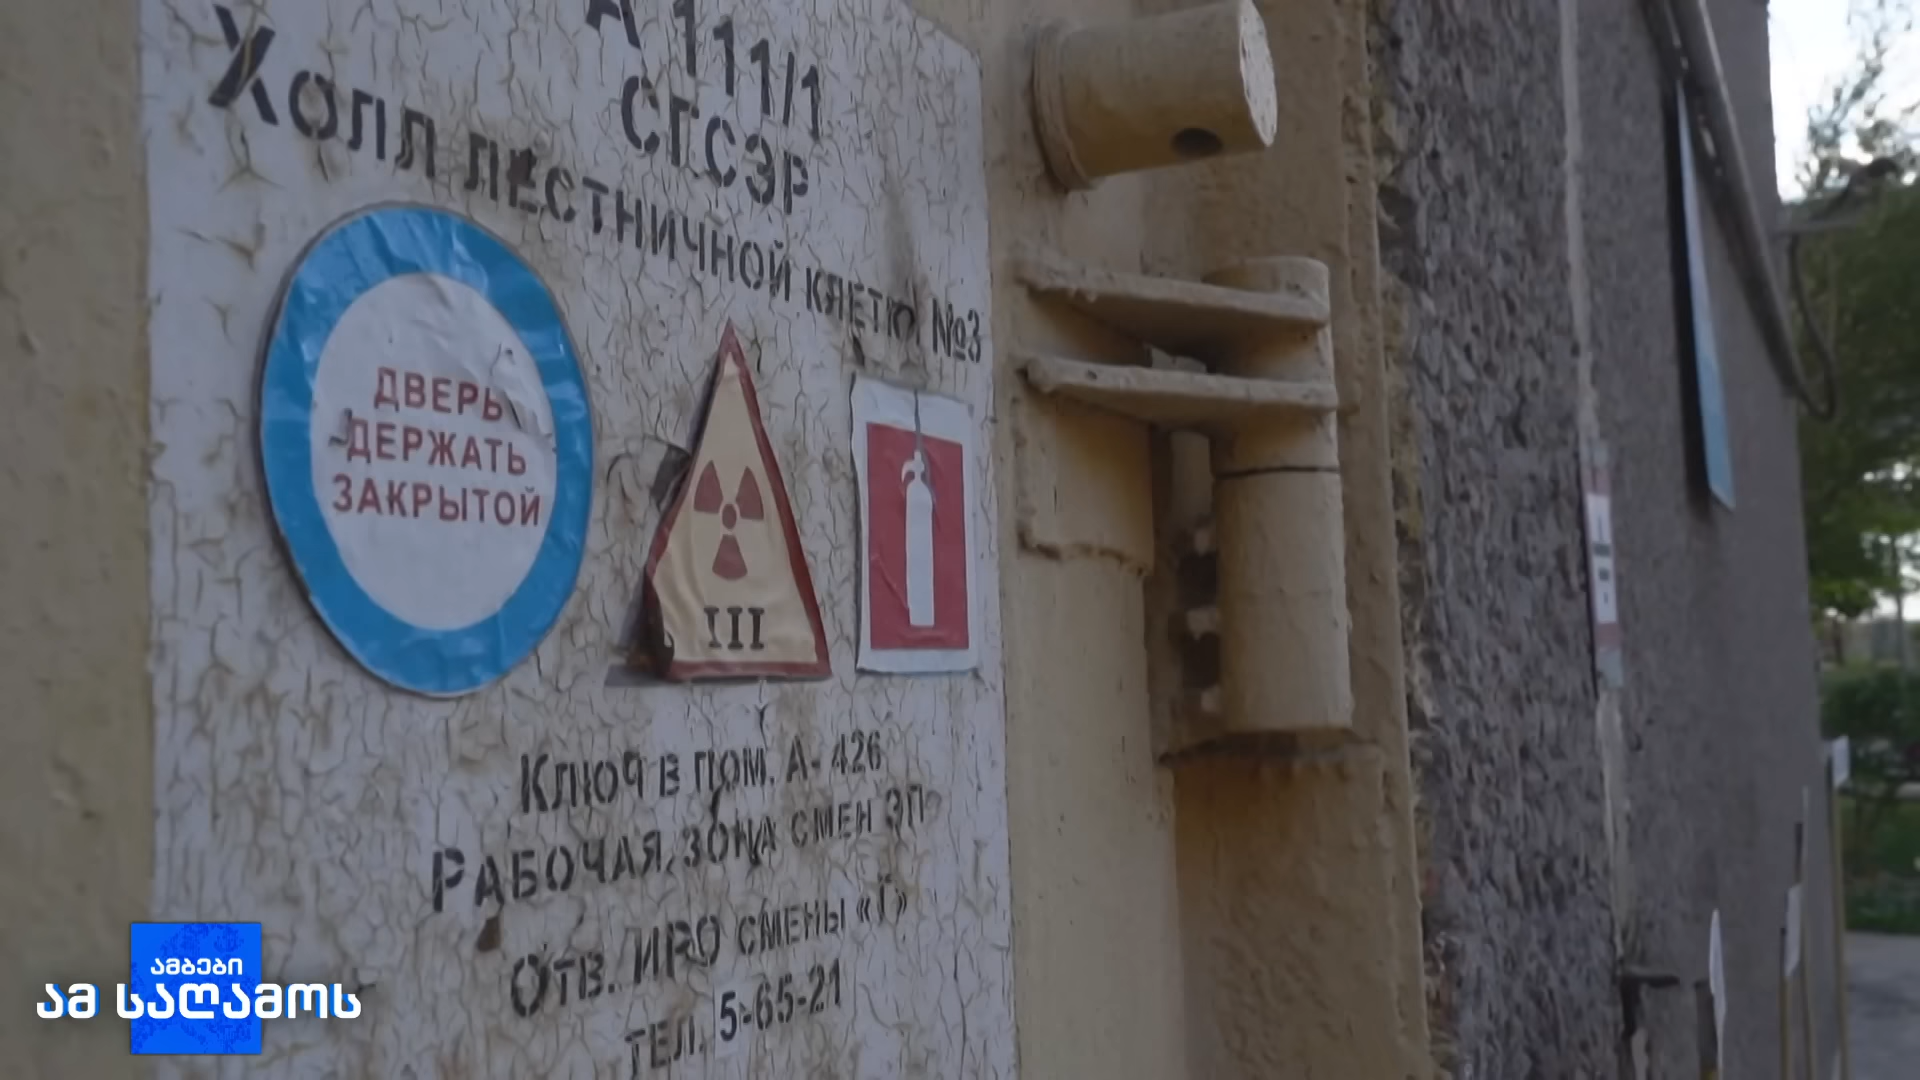 А 111/1
СГСЭР
Холл лестничной клетки №3
ДВЕРЬ
ДЕРЖАТЬ
ЗАКРЫТОЙ
III
Ключ в пом. А- 426
Рабочая зона смен ЭП
Отв. ИРО смены «Г»
тел. 5-65-21
ამბები
ამ საღამოს